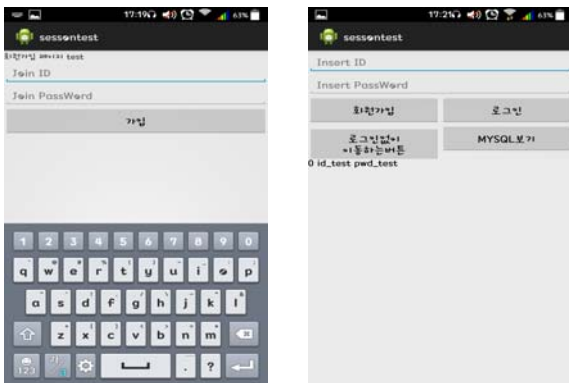 17:19
63%
sessontest
회원가입 페이지 test
Join ID
Join PassWord
가입
1 2 3 4 5 6 7 8 9 0
q w e r t y u i o p
a s d f g h j k l
z x c v b n m
123 . ?
17:21
63%
sessontest
Insert ID
Insert PassWord
회원가입 로그인
로그인없이 MYSQL보기
이동하는버튼
0 id_test pwd_test